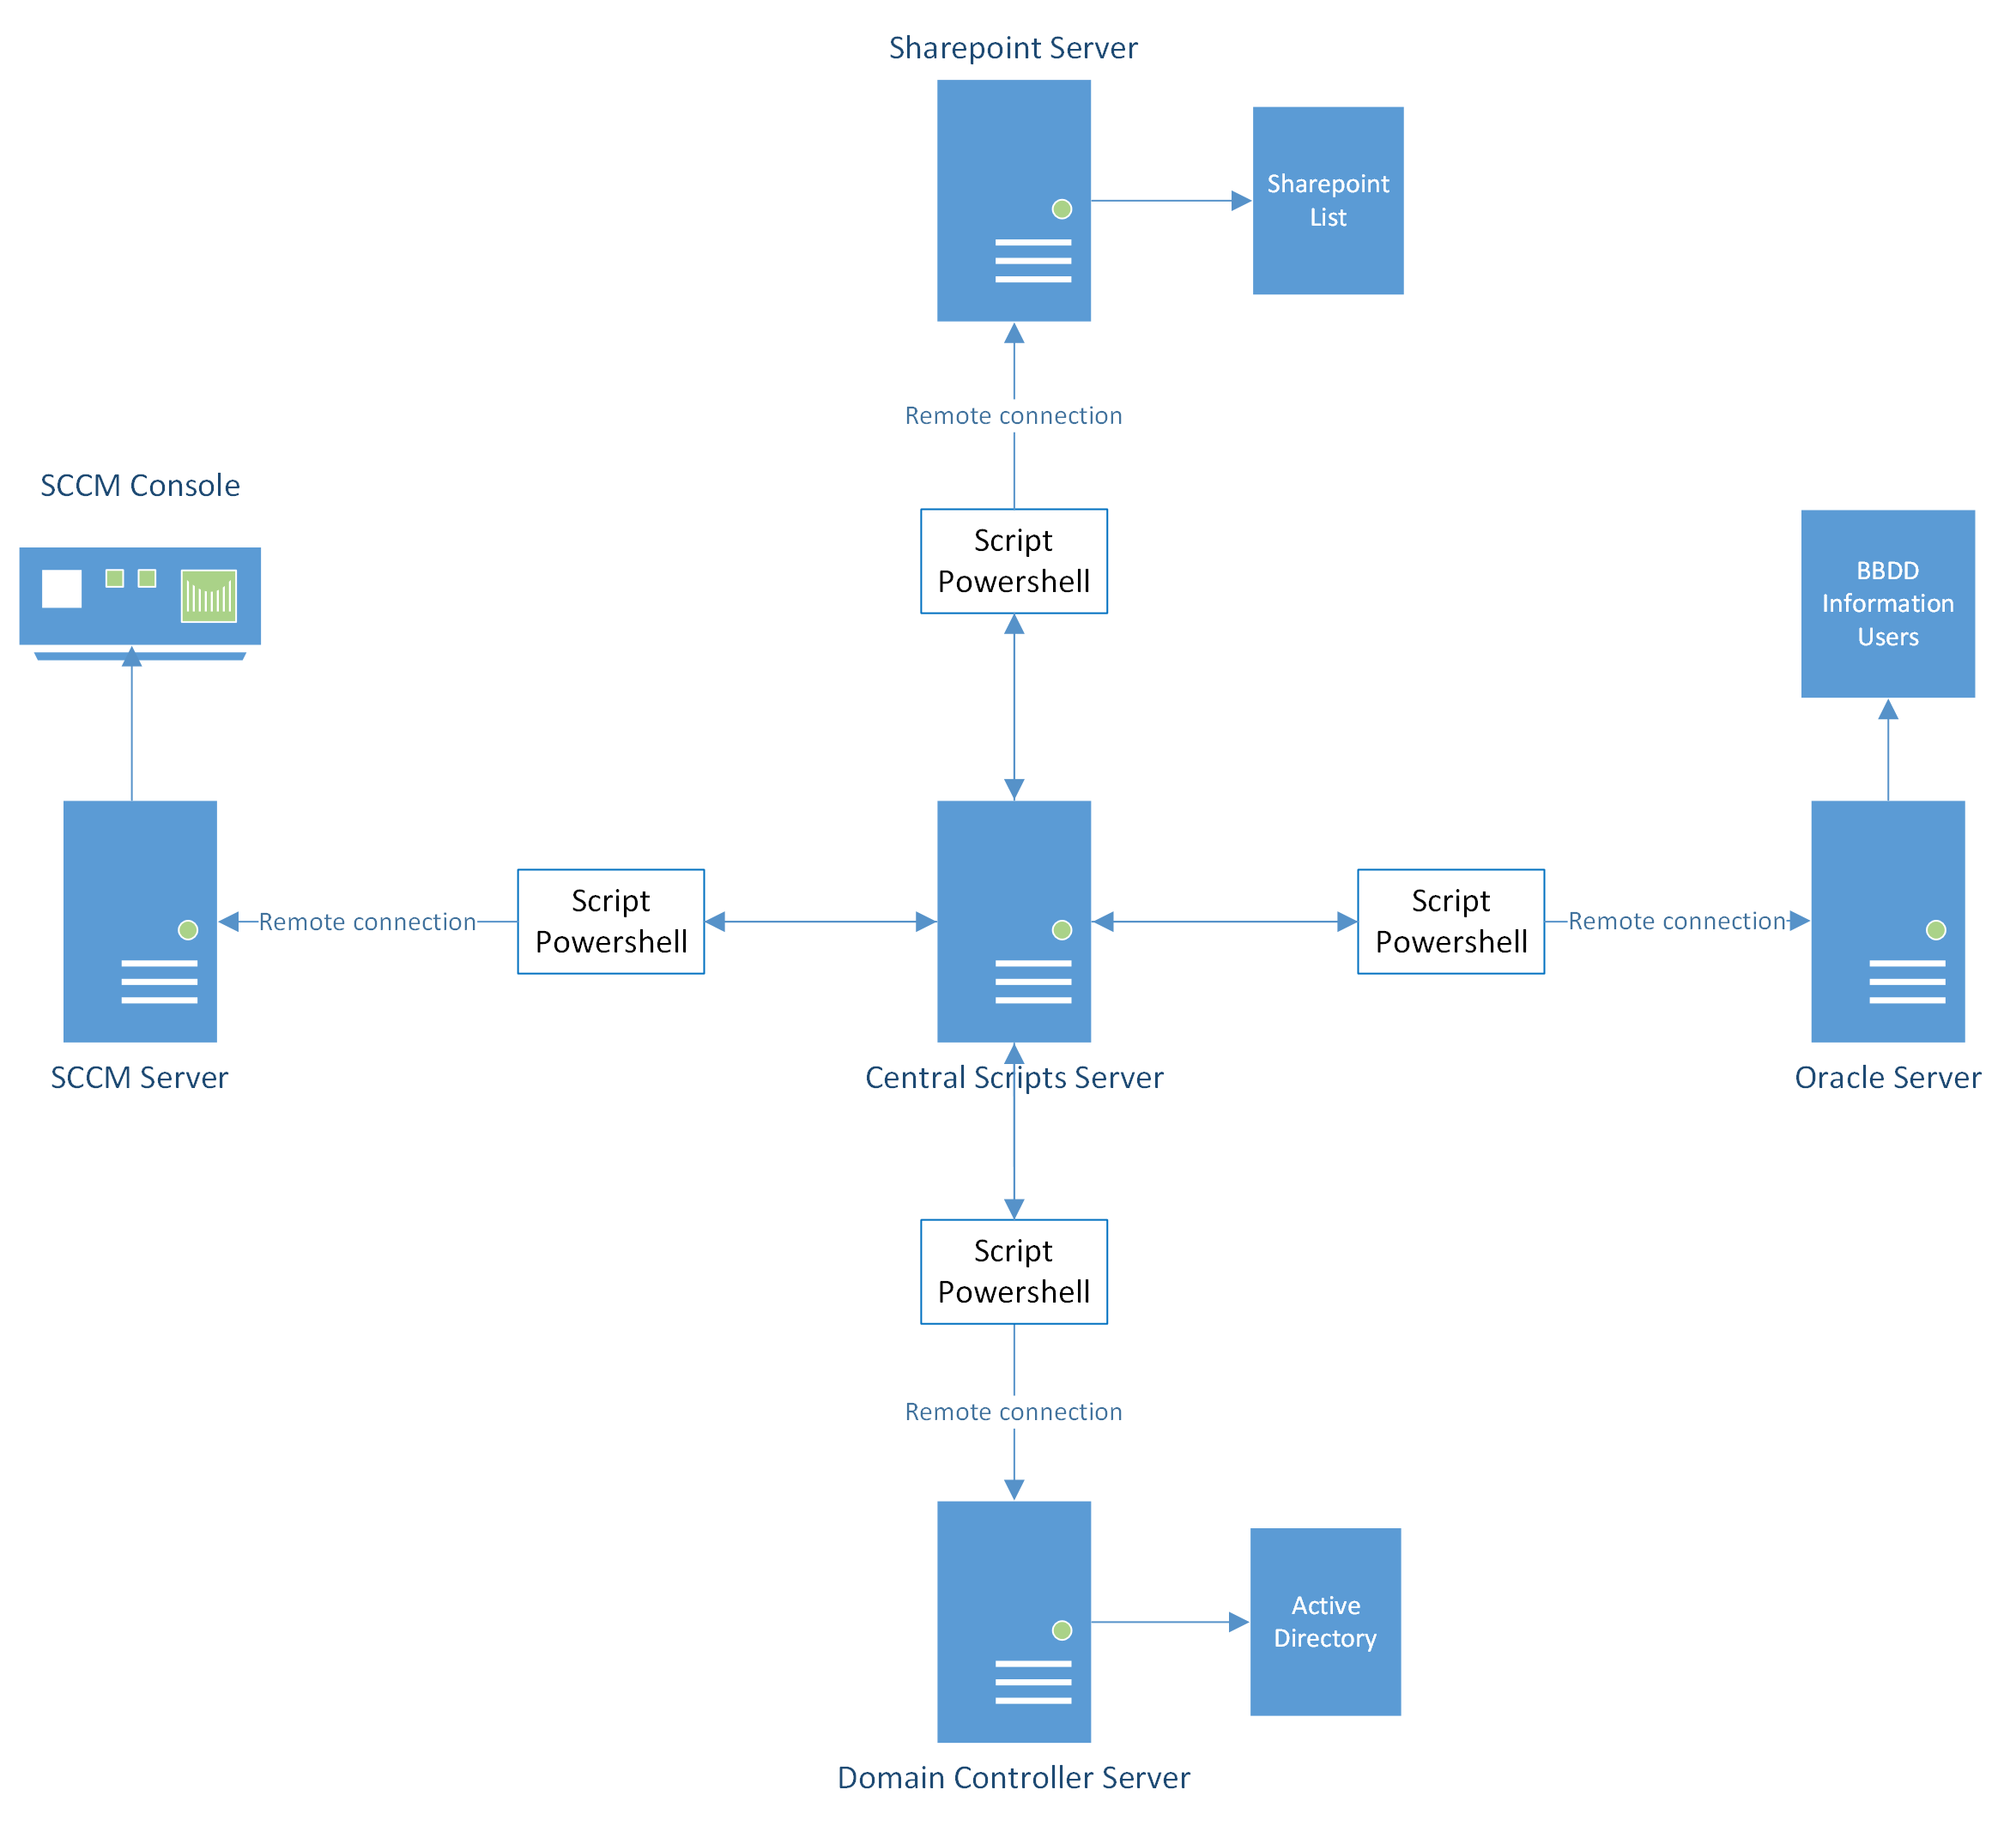 Sharepoint Server
Sharepoint
List
Remote connection
SCCM Console
Script
Powershell
BBDD
Information
Users
Script
Powershell
Remote connection
Script
Powershell
Remote connection
SCCM Server
Central Scripts Server
Oracle Server
Script
Powershell
Remote connection
Active
Directory
Domain Controller Server